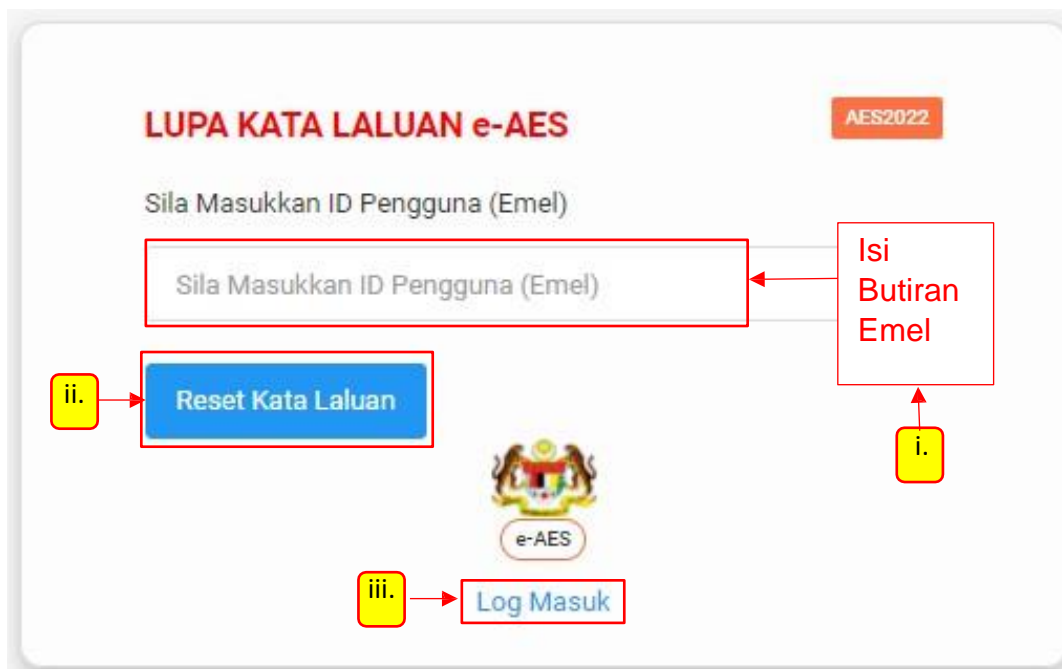 LUPA KATA LALUAN e-AES
AES2022
Sila Masukkan ID Pengguna (Emel)
Sila Masukkan ID Pengguna (Emel)
Isi
Butiran
Emel
ii.
Reset Kata Laluan
i.
e-AES
iii.
Log Masuk